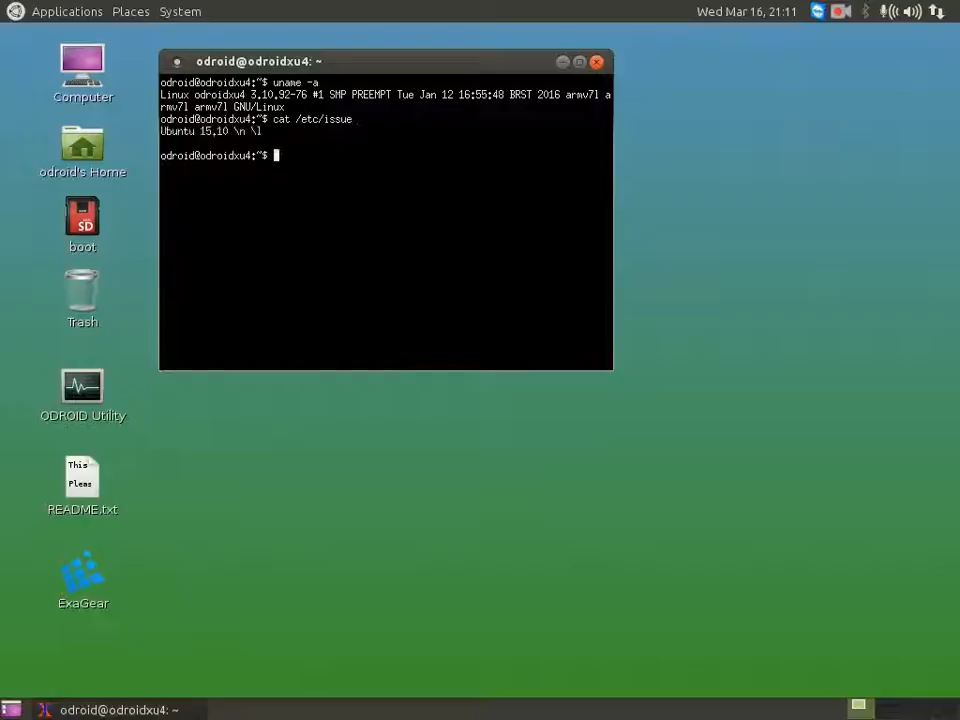 Applications Places System Wed Mar 16, 21:11
Computer
odroid's Home
SD
boot
Trash
ODROID Utility
This
Pleas
README.txt
ExaGear
odroid@odroidxu4: ~
odroid@odroidxu4:~$ uname -a
Linux odroidxu4 3.10.92-76 #1 SMP PREEMPT Tue Jan 12 16:55:48 BRST 2016 armv7l a
rmv7l armv7l GNU/Linux
odroid@odroidxu4:~$ cat /etc/issue
Ubuntu 15.10 \n \l
odroid@odroidxu4:~$
odroid@odroidxu4: ~